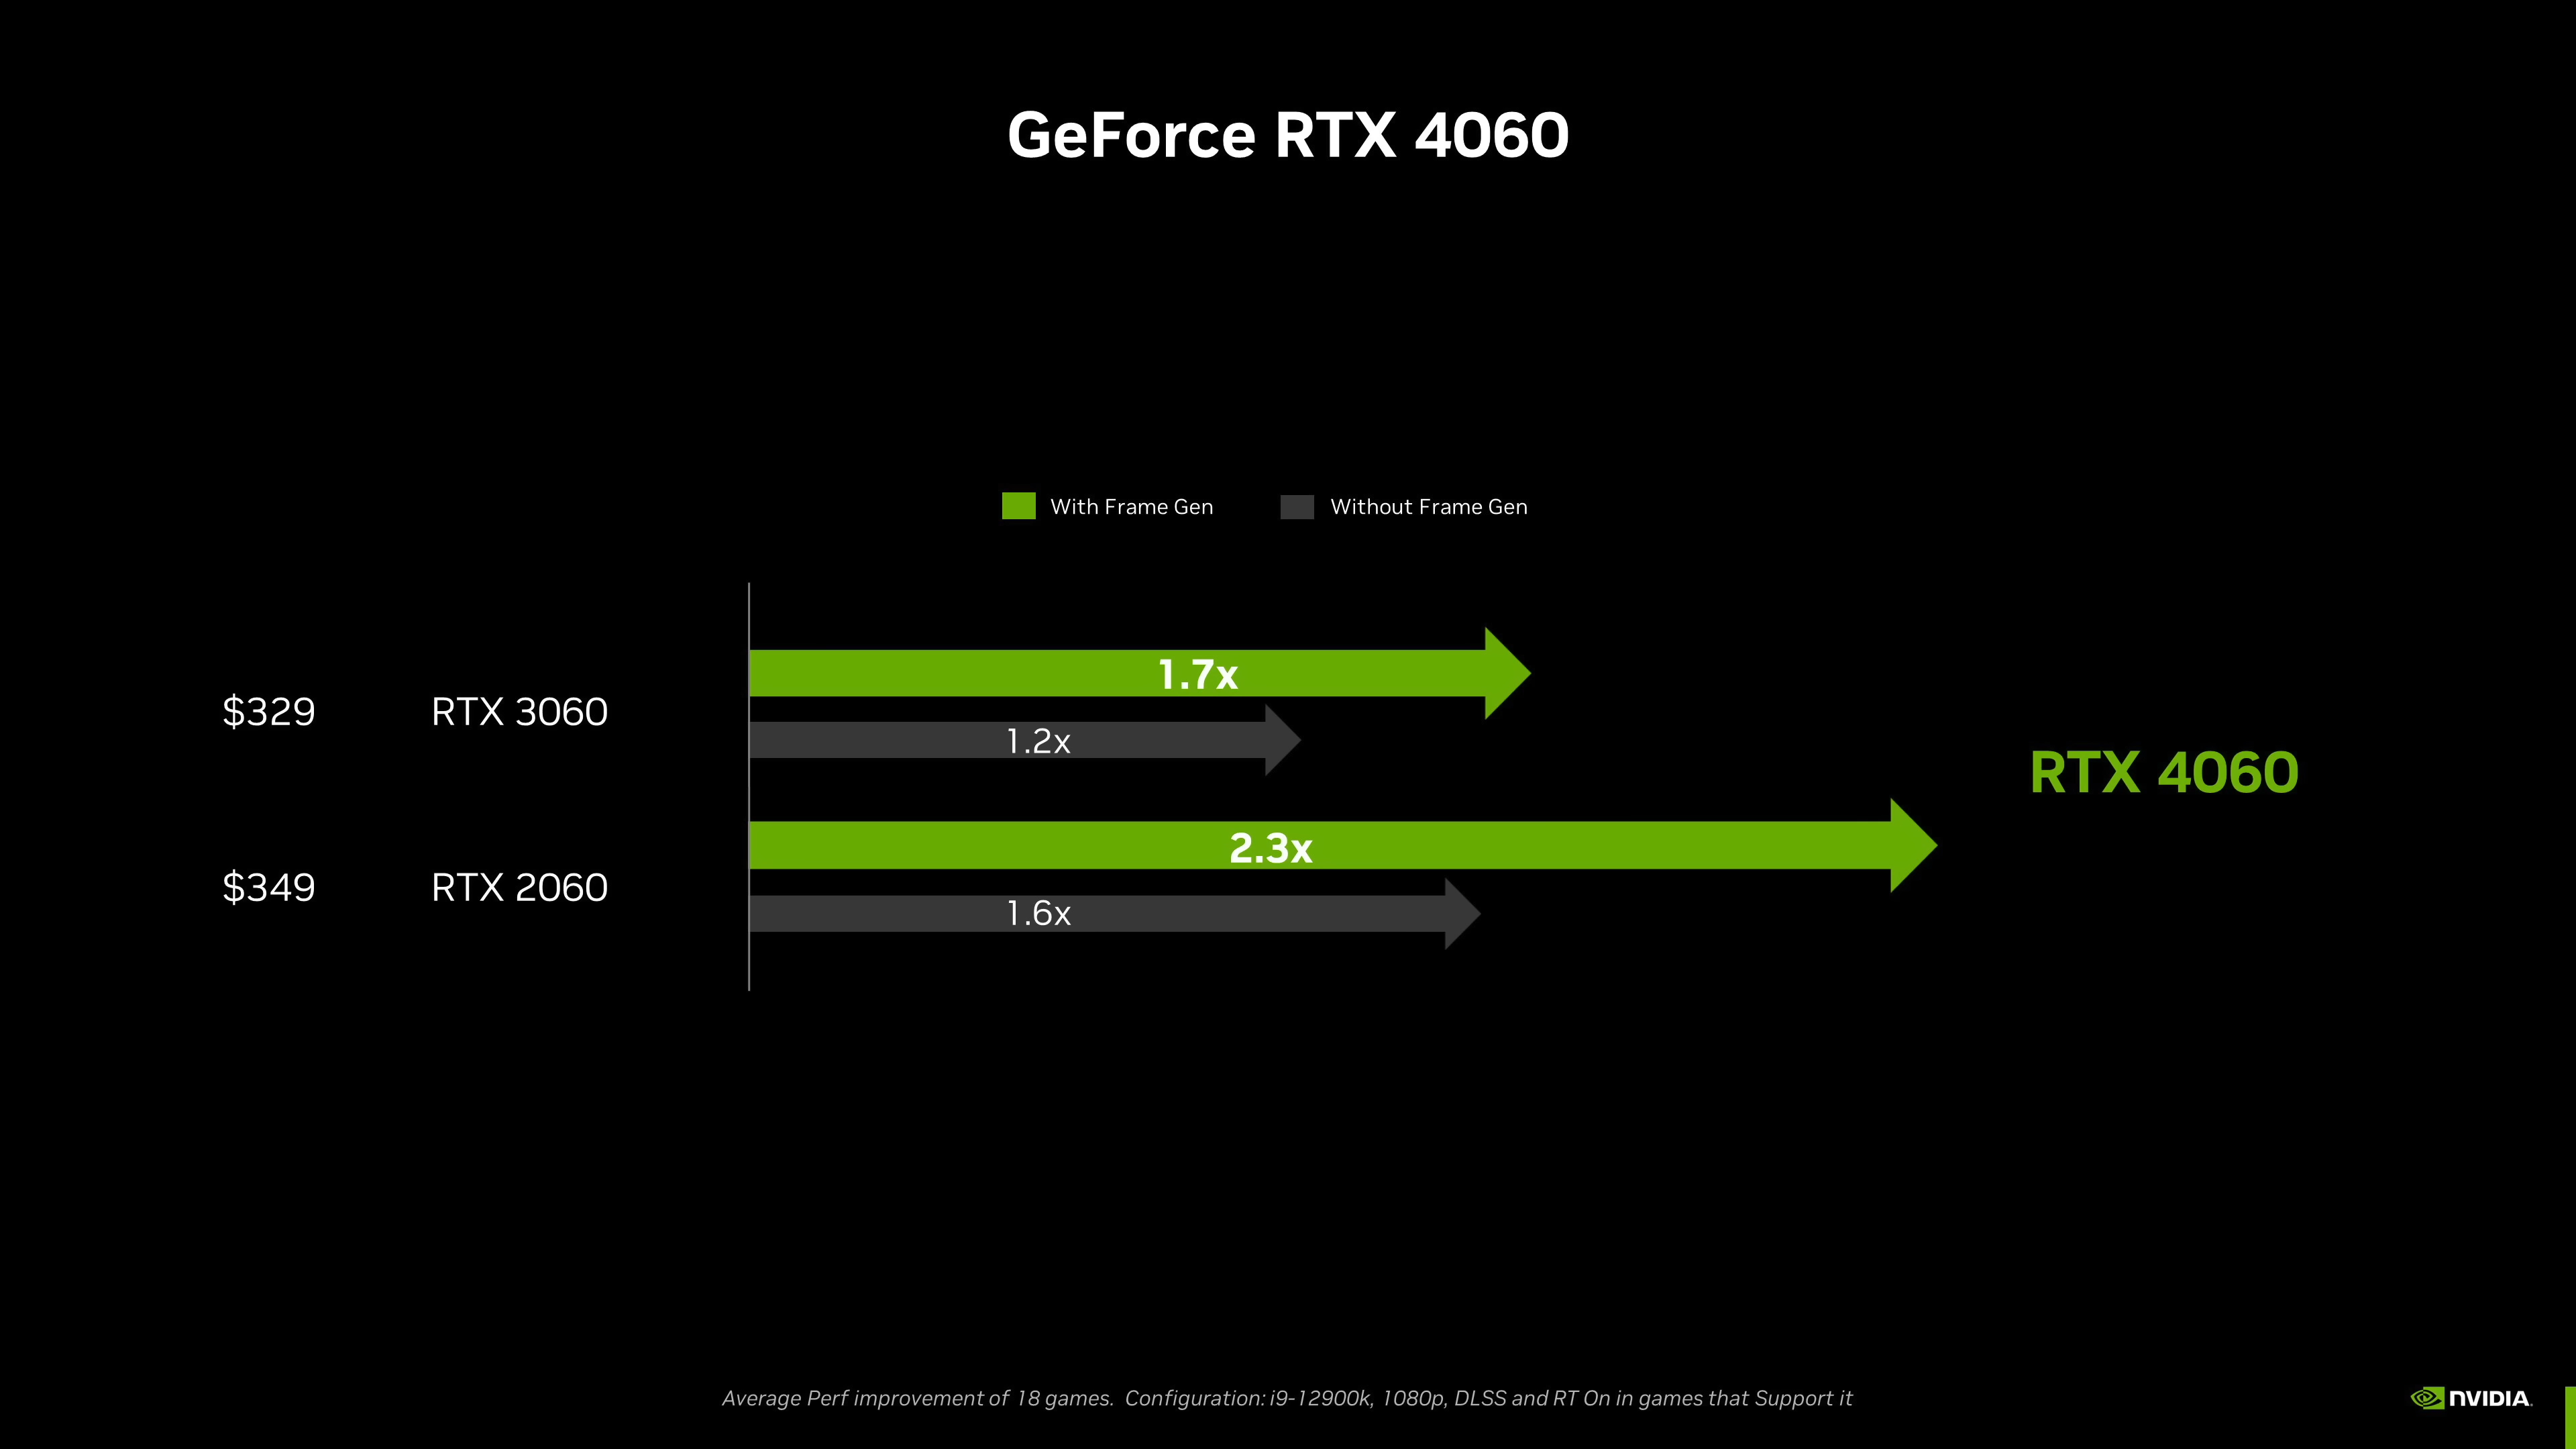 GeForce RTX 4060
With Frame Gen Without Frame Gen
1.7x
$329 RTX 3060
1.2x
RTX 4060
2.3x
$349 RTX 2060
1.6x
Average Perf improvement of 18 games. Configuration: i9-12900k, 1080p, DLSS and RT On in games that Support it
NVIDIA.